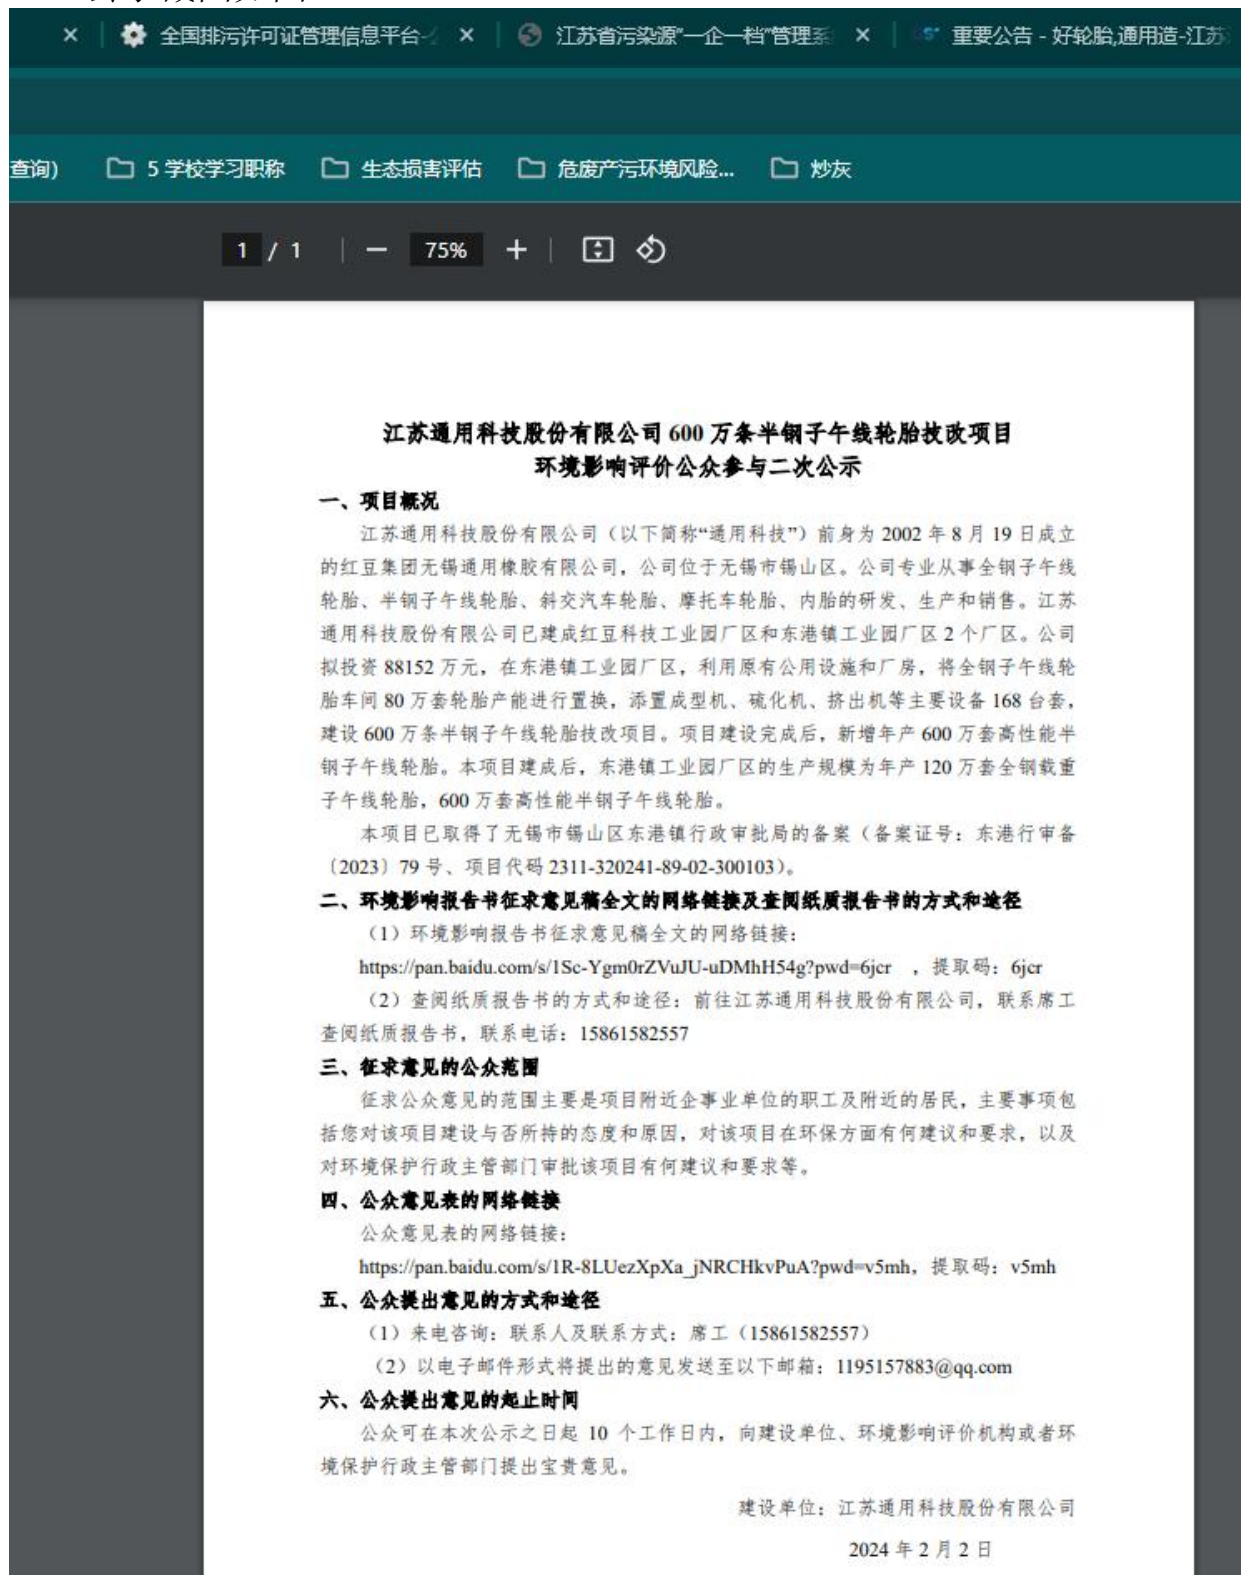 × 全国排污许可证管理信息平台- × 江苏省污染源“一企一档”管理系 × 重要公告 - 好轮胎,通用造-江苏
查询) 5 学校学习职称 生态损害评估 危废产污环境风险... 炒灰
1 / 1 − 75% +
江苏通用科技股份有限公司 600 万条半钢子午线轮胎技改项目
环境影响评价公众参与二次公示
一、项目概况
江苏通用科技股份有限公司（以下简称“通用科技”）前身为 2002 年 8 月 19 日成立
的红豆集团无锡通用橡胶有限公司，公司位于无锡市锡山区。公司专业从事全钢子午线
轮胎、半钢子午线轮胎、斜交汽车轮胎、摩托车轮胎、内胎的研发、生产和销售。江苏
通用科技股份有限公司已建成红豆科技工业园厂区和东港镇工业园厂区 2 个厂区。公司
拟投资 88152 万元，在东港镇工业园厂区，利用原有公用设施和厂房，将全钢子午线轮
胎车间 80 万套轮胎产能进行置换，添置成型机、硫化机、挤出机等主要设备 168 台套，
建设 600 万条半钢子午线轮胎技改项目。项目建设完成后，新增年产 600 万套高性能半
钢子午线轮胎。本项目建成后，东港镇工业园厂区的生产规模为年产 120 万套全钢载重
子午线轮胎，600 万套高性能半钢子午线轮胎。
本项目已取得了无锡市锡山区东港镇行政审批局的备案（备案证号：东港行审备
〔2023〕79 号、项目代码 2311-320241-89-02-300103）。
二、环境影响报告书征求意见稿全文的网络链接及查阅纸质报告书的方式和途径
（1）环境影响报告书征求意见稿全文的网络链接：
https://pan.baidu.com/s/1Sc-Ygm0rZVuJU-uDMhH54g?pwd=6jcr ，提取码：6jcr
（2）查阅纸质报告书的方式和途径：前往江苏通用科技股份有限公司，联系席工
查阅纸质报告书，联系电话：15861582557
三、征求意见的公众范围
征求公众意见的范围主要是项目附近企事业单位的职工及附近的居民，主要事项包
括您对该项目建设与否所持的态度和原因，对该项目在环保方面有何建议和要求，以及
对环境保护行政主管部门审批该项目有何建议和要求等。
四、公众意见表的网络链接
公众意见表的网络链接：
https://pan.baidu.com/s/1R-8LUezXpXa_jNRCHkvPuA?pwd=v5mh，提取码：v5mh
五、公众提出意见的方式和途径
（1）来电咨询：联系人及联系方式：席工（15861582557）
（2）以电子邮件形式将提出的意见发送至以下邮箱：1195157883@qq.com
六、公众提出意见的起止时间
公众可在本次公示之日起 10 个工作日内，向建设单位、环境影响评价机构或者环
境保护行政主管部门提出宝贵意见。
建设单位：江苏通用科技股份有限公司
2024 年 2 月 2 日